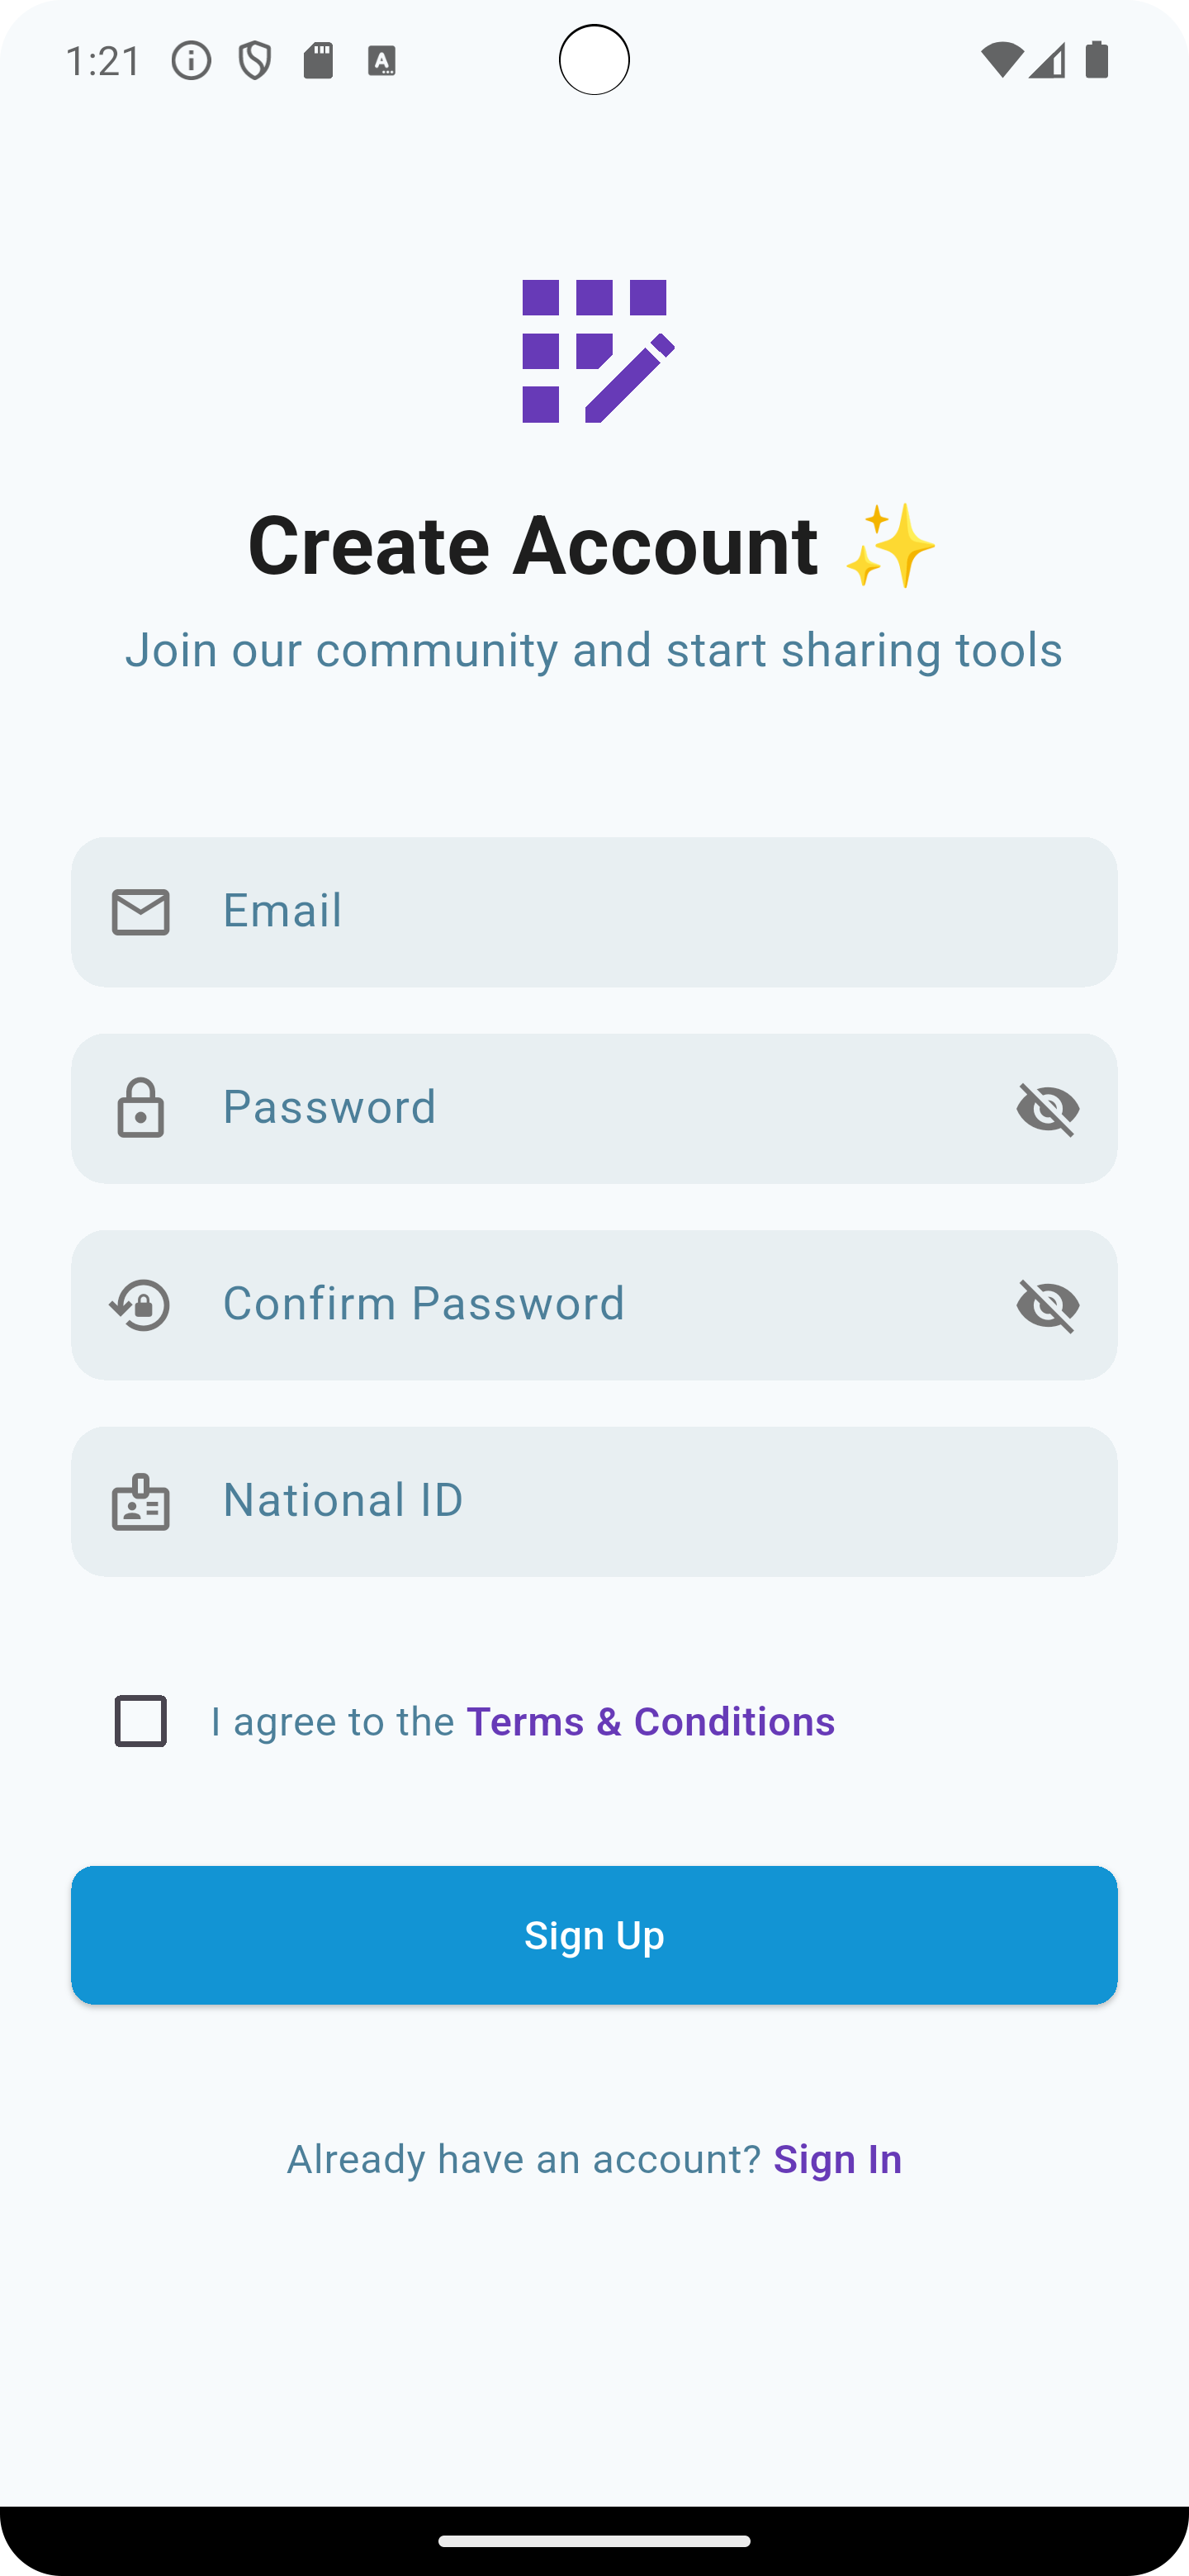 1:21
Create Account ✨
Join our community and start sharing tools
Email
Password
Confirm Password
National ID
I agree to the Terms & Conditions
Sign Up
Already have an account? Sign In